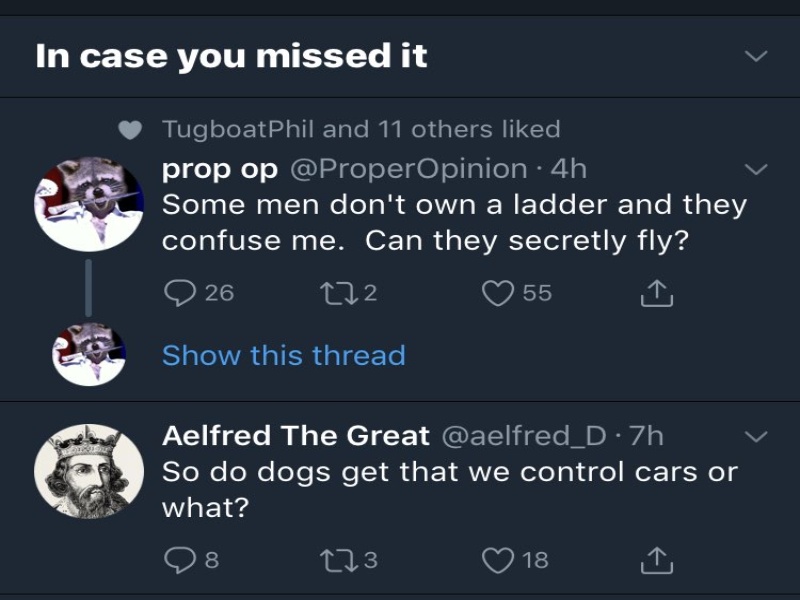 In case you missed it
TugboatPhil and 11 others liked
prop op @ProperOpinion · 4h
Some men don't own a ladder and they
confuse me.  Can they secretly fly?
26 2 55
Show this thread
Aelfred The Great @aelfred_D · 7h
So do dogs get that we control cars or
what?
8 3 18